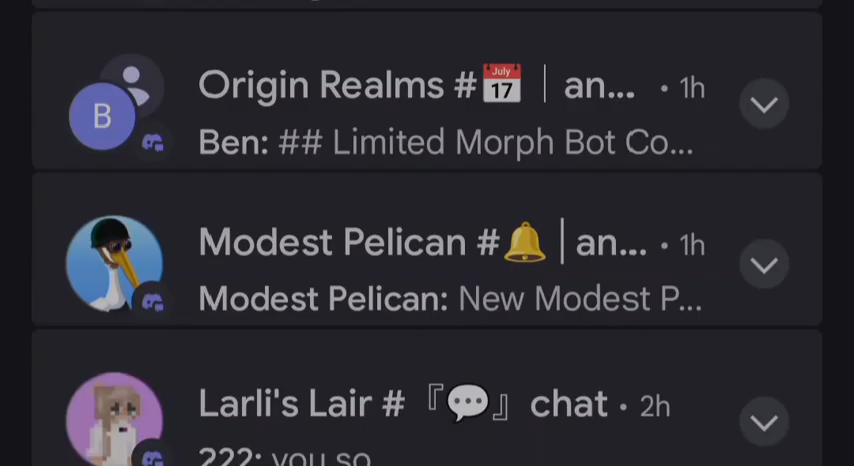 Origin Realms #📅 | an... • 1h
B
Ben: ## Limited Morph Bot Co...
Modest Pelican #🔔 | an... • 1h
Modest Pelican: New Modest P...
Larli's Lair # 『💬』 chat • 2h
222: you so